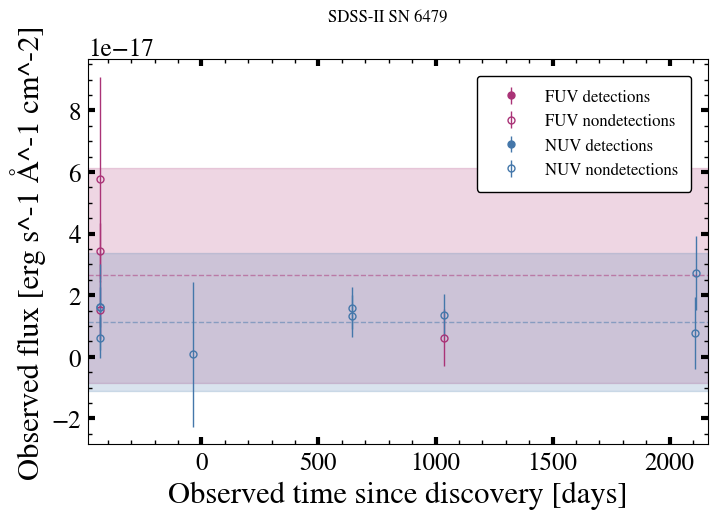 SDSS-II SN 6479
1e−17
FUV detections
FUV nondetections
NUV detections
NUV nondetections
8
6
4
2
0
−2
Observed flux [erg s^-1 Å^-1 cm^-2]
0 500 1000 1500 2000
Observed time since discovery [days]